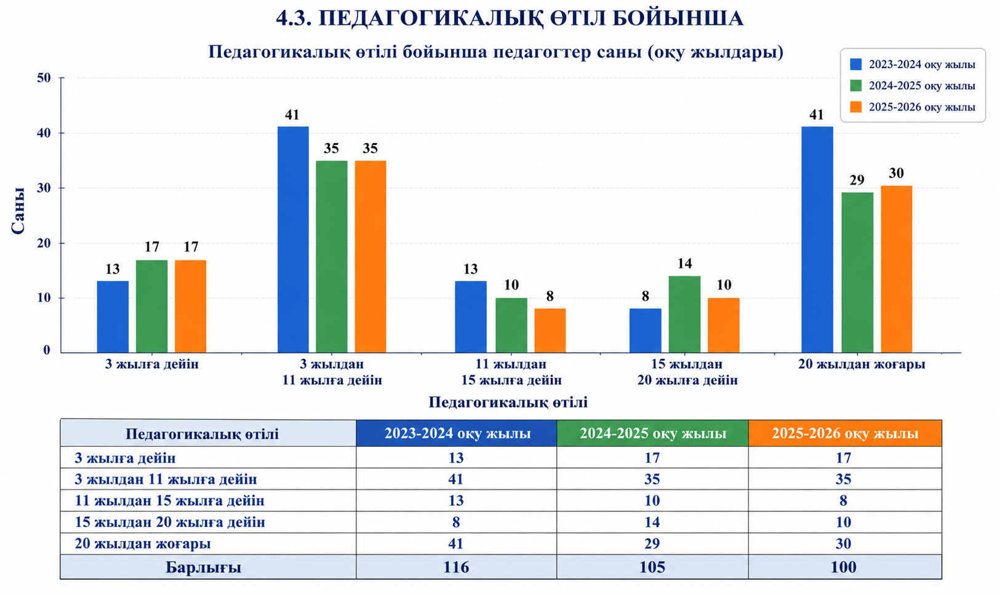 4.3. ПЕДАГОГИКАЛЫҚ ӨТІЛ БОЙЫНША
Педагогикалық өтілі бойынша педагогтер саны (оқу жылдары)
2023-2024 оқу жылы
2024-2025 оқу жылы
2025-2026 оқу жылы
Саны
50
40
30
20
10
0
13 17 17
41 35 35
13 10 8
8 14 10
41 29 30
3 жылға дейін
3 жылдан
11 жылға дейін
11 жылдан
15 жылға дейін
15 жылдан
20 жылға дейін
20 жылдан жоғары
Педагогикалық өтілі
Педагогикалық өтілі 2023-2024 оқу жылы 2024-2025 оқу жылы 2025-2026 оқу жылы
3 жылға дейін 13 17 17
3 жылдан 11 жылға дейін 41 35 35
11 жылдан 15 жылға дейін 13 10 8
15 жылдан 20 жылға дейін 8 14 10
20 жылдан жоғары 41 29 30
Барлығы 116 105 100